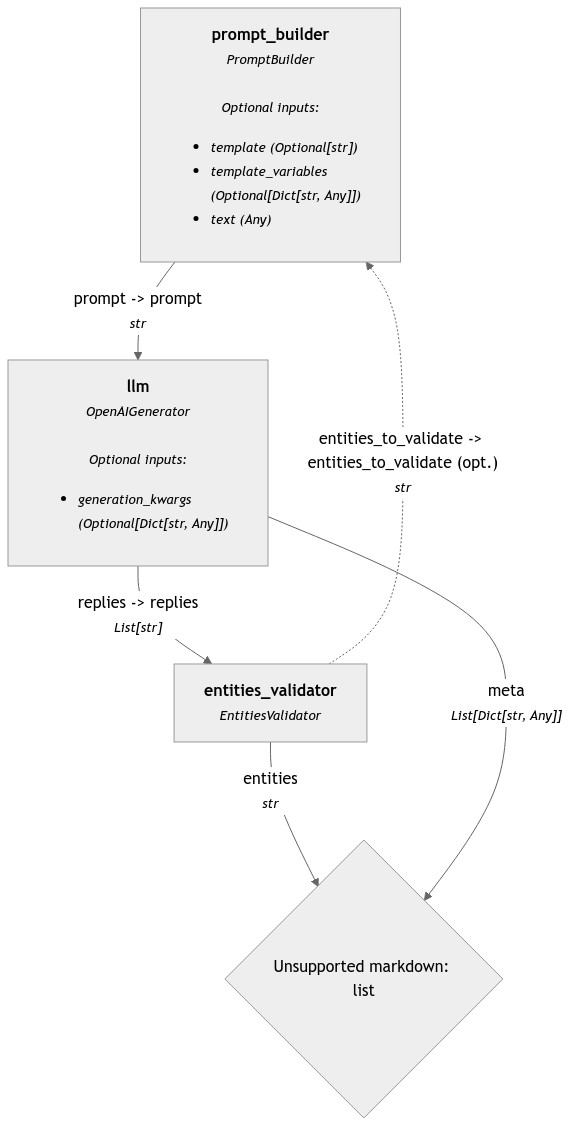 prompt_builder
PromptBuilder
Optional inputs:
• template (Optional[str])
• template_variables
(Optional[Dict[str, Any]])
• text (Any)
prompt -> prompt
str
llm
OpenAIGenerator
Optional inputs:
• generation_kwargs
(Optional[Dict[str, Any]])
entities_to_validate ->
entities_to_validate (opt.)
str
replies -> replies
List[str]
entities_validator
EntitiesValidator
meta
List[Dict[str, Any]]
entities
str
Unsupported markdown:
list